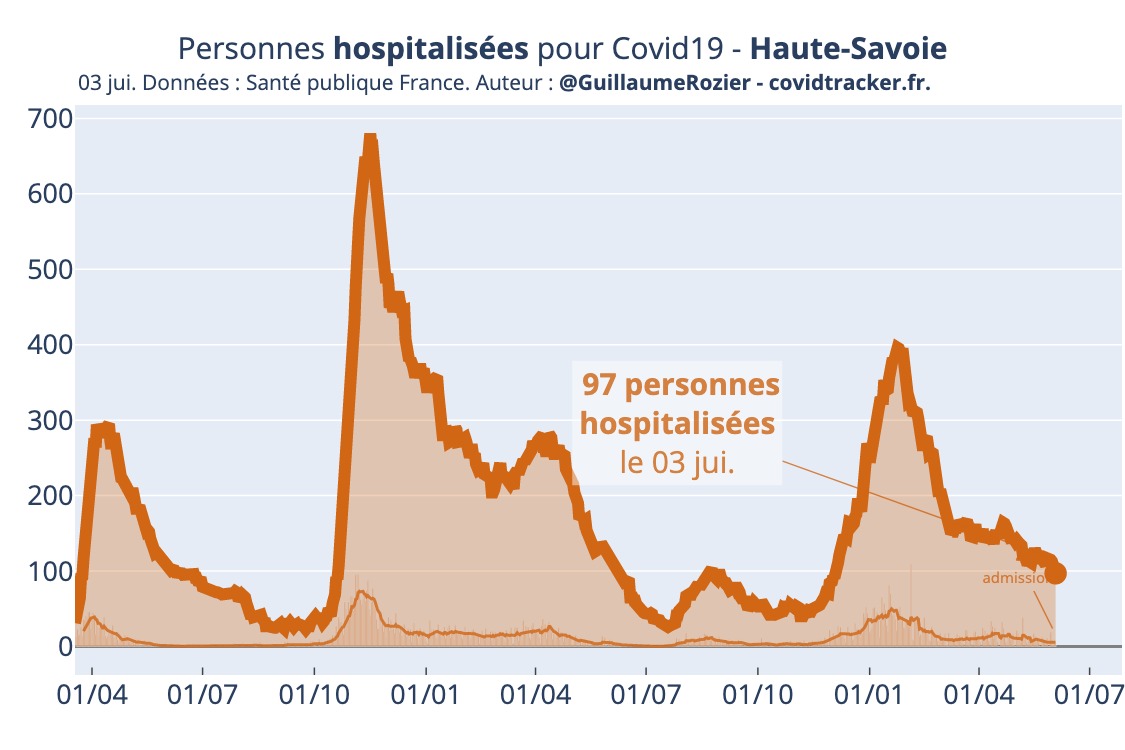 Personnes hospitalisées pour Covid19 - Haute-Savoie
03 jui. Données : Santé publique France. Auteur : @GuillaumeRozier - covidtracker.fr.
700
600
500
400
300
200
100
0
97 personnes
hospitalisées
le 03 jui.
admissio
01/04 01/07 01/10 01/01 01/04 01/07 01/10 01/01 01/04 01/07